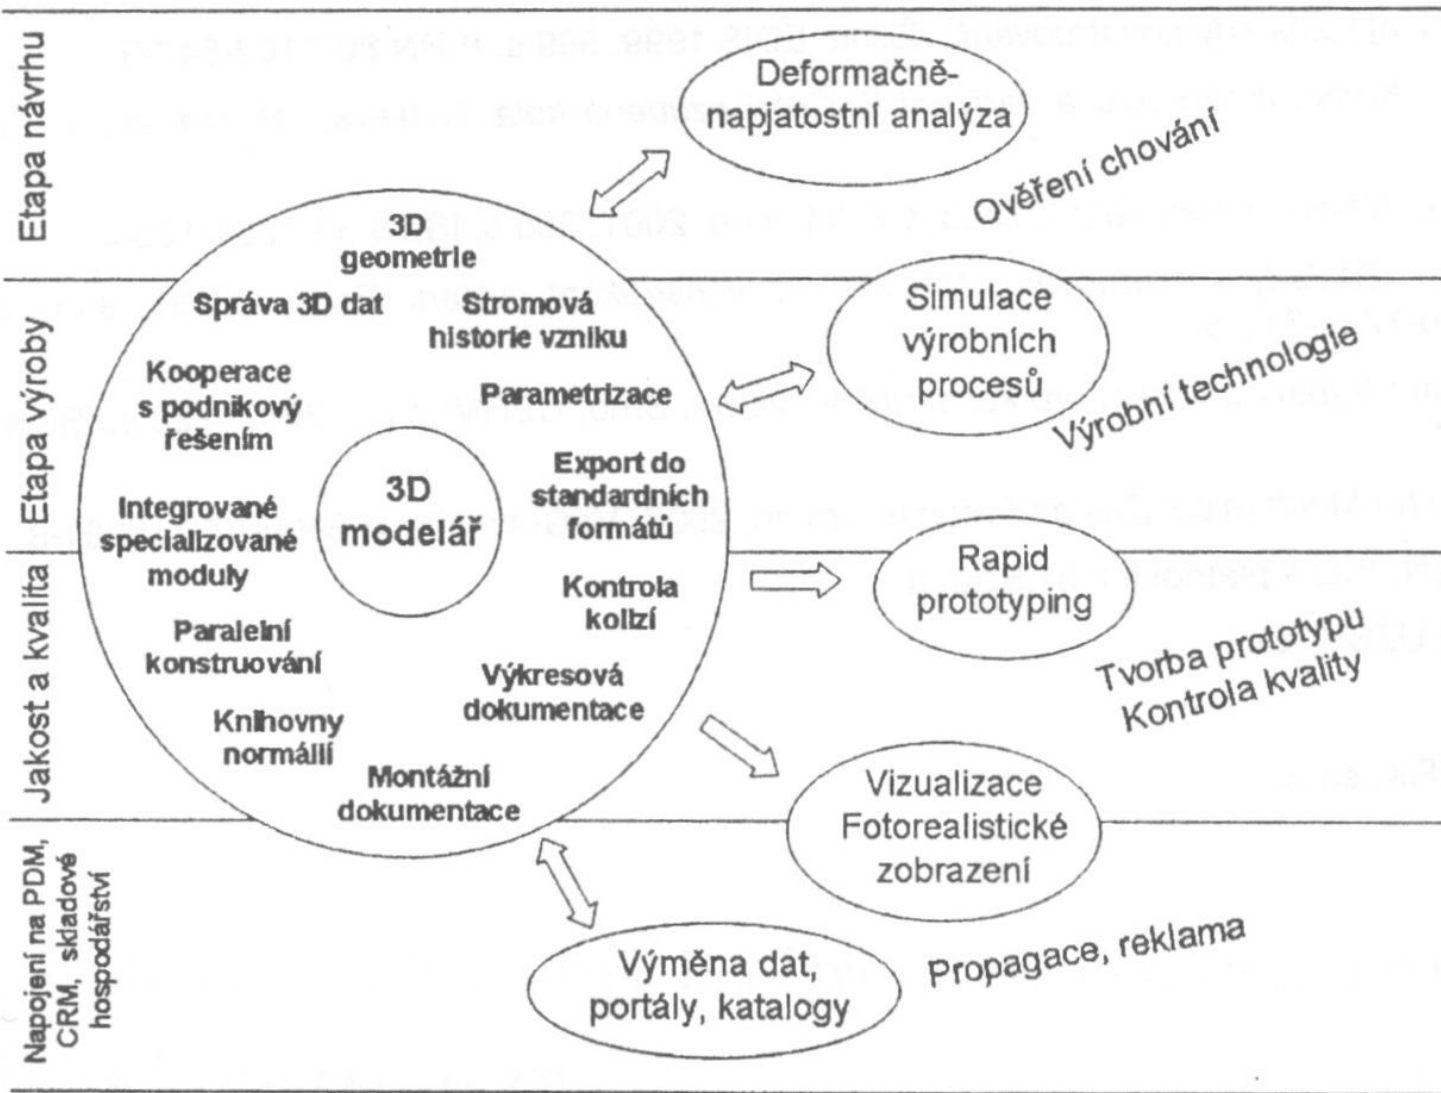 Etapa návrhu
Deformačně-
napjatostní analýza
Ověření chování
3D
geometrie
Správa 3D dat
Stromová
historie vzniku
Etapa výroby
Kooperace
s podnikový
řešením
Parametrizace
Simulace
výrobních
procesů
Výrobní technologie
3D
modelář
Export do
standardních
formátů
Integrované
specializované
moduly
Jakost a kvalita
Kontrola
kolizí
Rapid
prototyping
Tvorba prototypu
Kontrola kvality
Paralelní
konstruování
Výkresová
dokumentace
Knihovny
normálií
Montážní
dokumentace
Vizualizace
Fotorealistické
zobrazení
Napojení na PDM,
CRM, skladové
hospodářství
Výměna dat,
portály, katalogy
Propagace, reklama